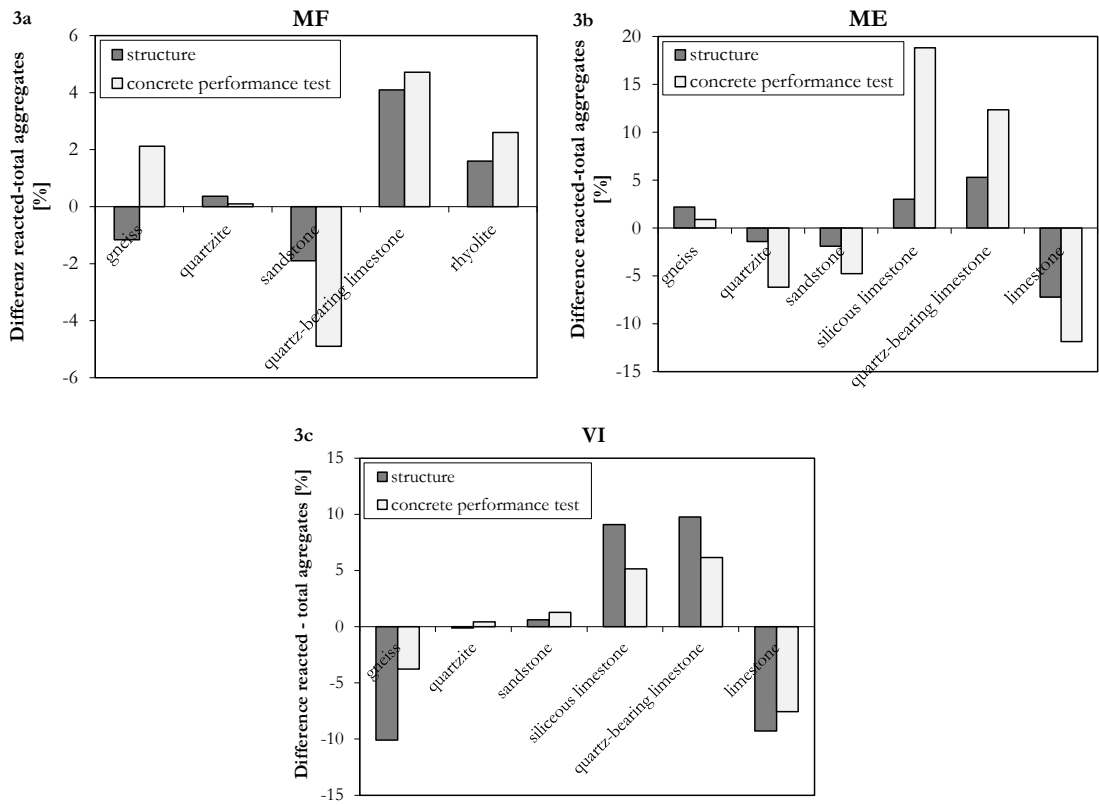 3a
MF
Differenz reacted-total aggregates
[%]
6
4
2
0
-2
-4
-6
structure
concrete performance test
gneiss
quartzite
sandstone
quartz-bearing limestone
rhyolite
3b
ME
Difference reacted-total aggregates
[%]
20
15
10
5
0
-5
-10
-15
structure
concrete performance test
gneiss
quartzite
sandstone
silicous limestone
quartz-bearing limestone
limestone
3c
VI
Difference reacted - total agregates [%]
15
10
5
0
-5
-10
-15
structure
concrete performance test
gneiss
quartzite
sandstone
siliceous limestone
quartz-bearing limestone
limestone